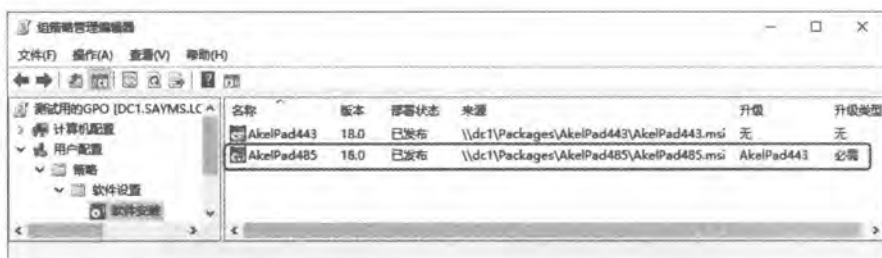 组策略管理编辑器
文件(F) 操作(A) 查看(V) 帮助(H)
测试用的GPO [DC1.SAYMS.LC
计算机配置
用户配置
策略
软件设置
软件安装
名称 版本 部署状态 来源 升级 升级类型
AkelPad443 18.0 已发布 \\dc1\Packages\AkelPad443\AkelPad443.msi 无 无
AkelPad485 18.0 已发布 \\dc1\Packages\AkelPad485\AkelPad485.msi AkelPad443 必需